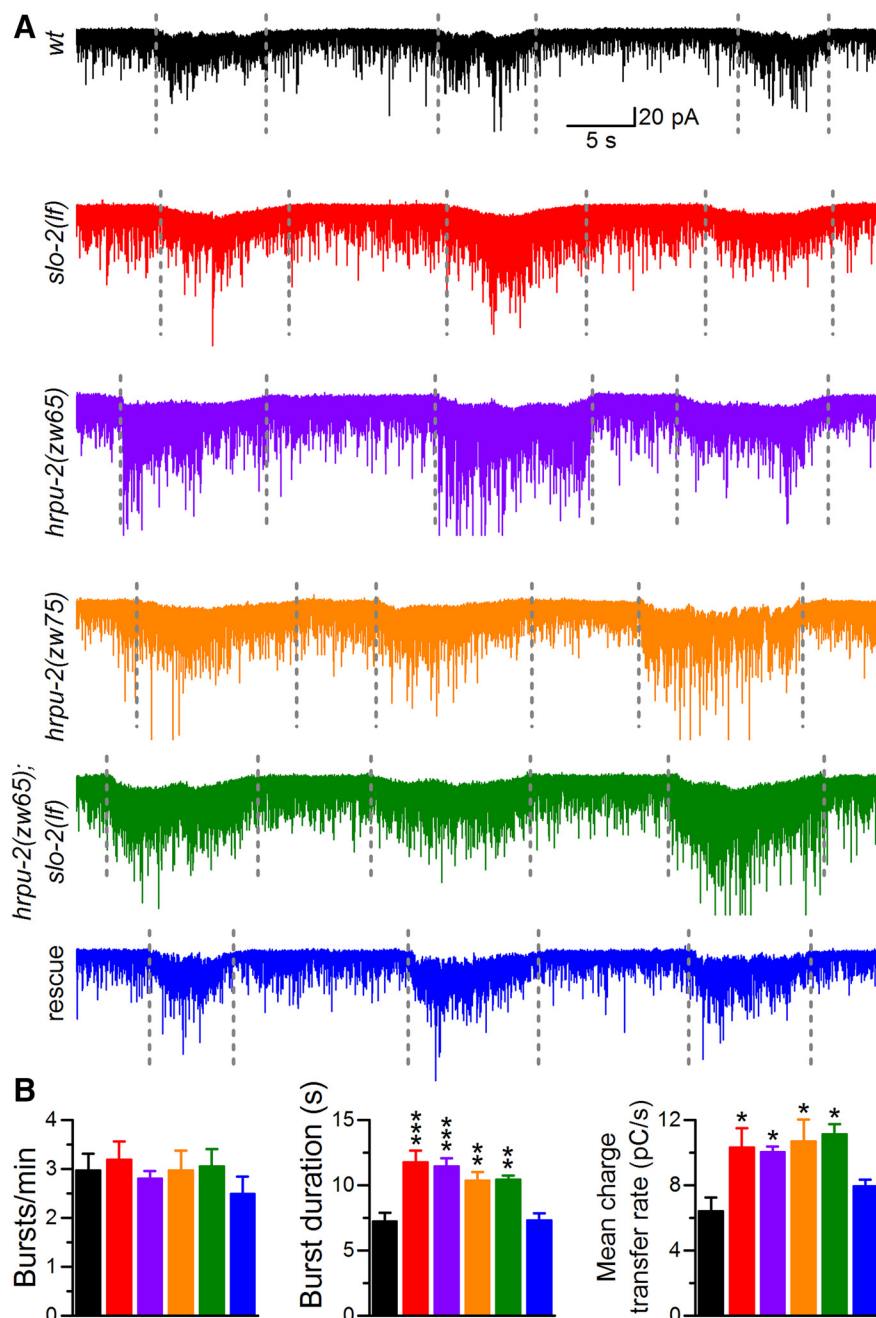 A
wt
20 pA
5 s
slo-2(lf)
hrpu-2(zw65)
hrpu-2(zw75)
hrpu-2(zw65);
slo-2(lf)
rescue
B
Bursts/min
4
3
2
1
0
Burst duration (s)
15
10
5
0
***
***
**
**
Mean charge
transfer rate (pC/s)
12
8
4
0
*
*
*
*